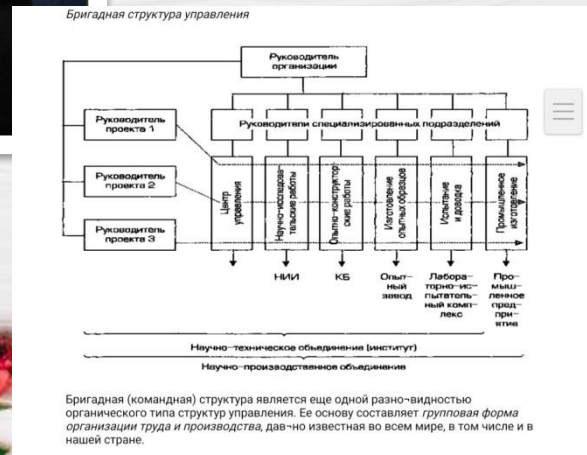 Бригадная структура управления
Руководитель
организации
Руководитель
проекта 1
Руководители специализированных подразделений
Руководитель
проекта 2
Руководитель
проекта 3
Центр
управления
Научно-исследова-
тельские работы
Опытно-конструктор-
ские работы
Изготовление
опытных образцов
Испытание
и доводка
Промышленное
изготовление
НИИ
КБ
Опыт-
ный
завод
Лабора-
торно-ис-
пытатель-
ный комп-
лекс
Про-
мыш-
ленное
пред-
при-
ятие
Научно-техническое объединение (институт)
Научно-производственное объединение
Бригадная (командная) структура является еще одной разно¬видностью
органического типа структур управления. Ее основу составляет групповая форма
организации труда и производства, дав¬но известная во всем мире, в том числе и в
нашей стране.